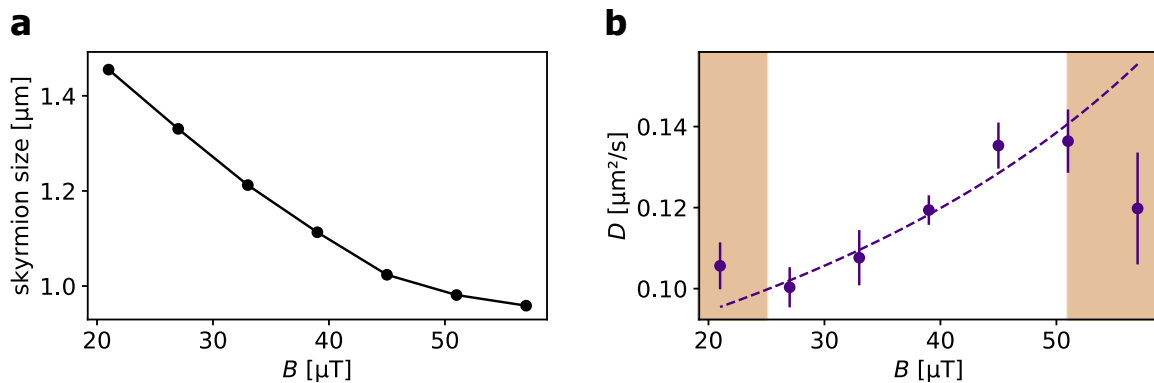 a
skyrmion size [μm]
1.4
1.2
1.0
20 30 40 50
B [μT]
b
D [μm²/s]
0.14
0.12
0.10
20 30 40 50
B [μT]